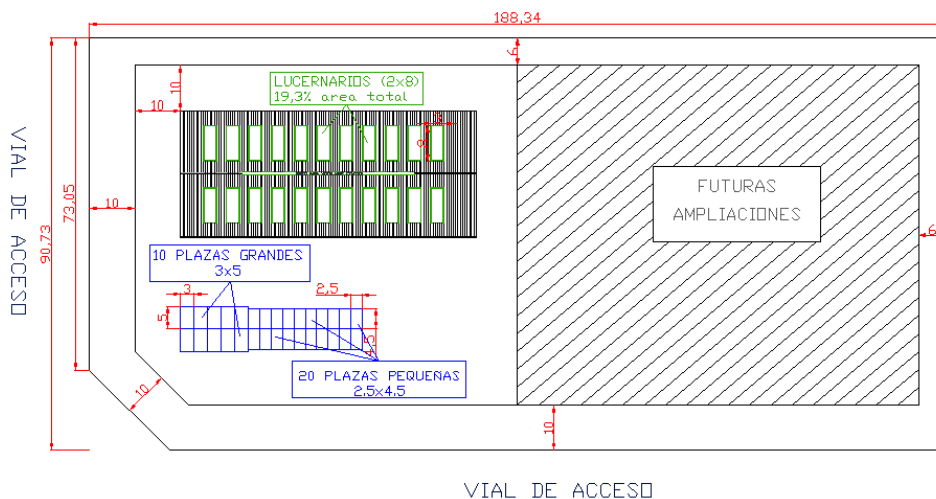 188,34
6
LUCERNARIOS (2x8)
19,3% area total
10
10
VIAL DE ACCESO
90,73
73,05
10
FUTURAS
AMPLIACIONES
6
10 PLAZAS GRANDES
3x5
3
2,5
5
4,5
20 PLAZAS PEQUEÑAS
2,5x4,5
10
10
VIAL DE ACCESO